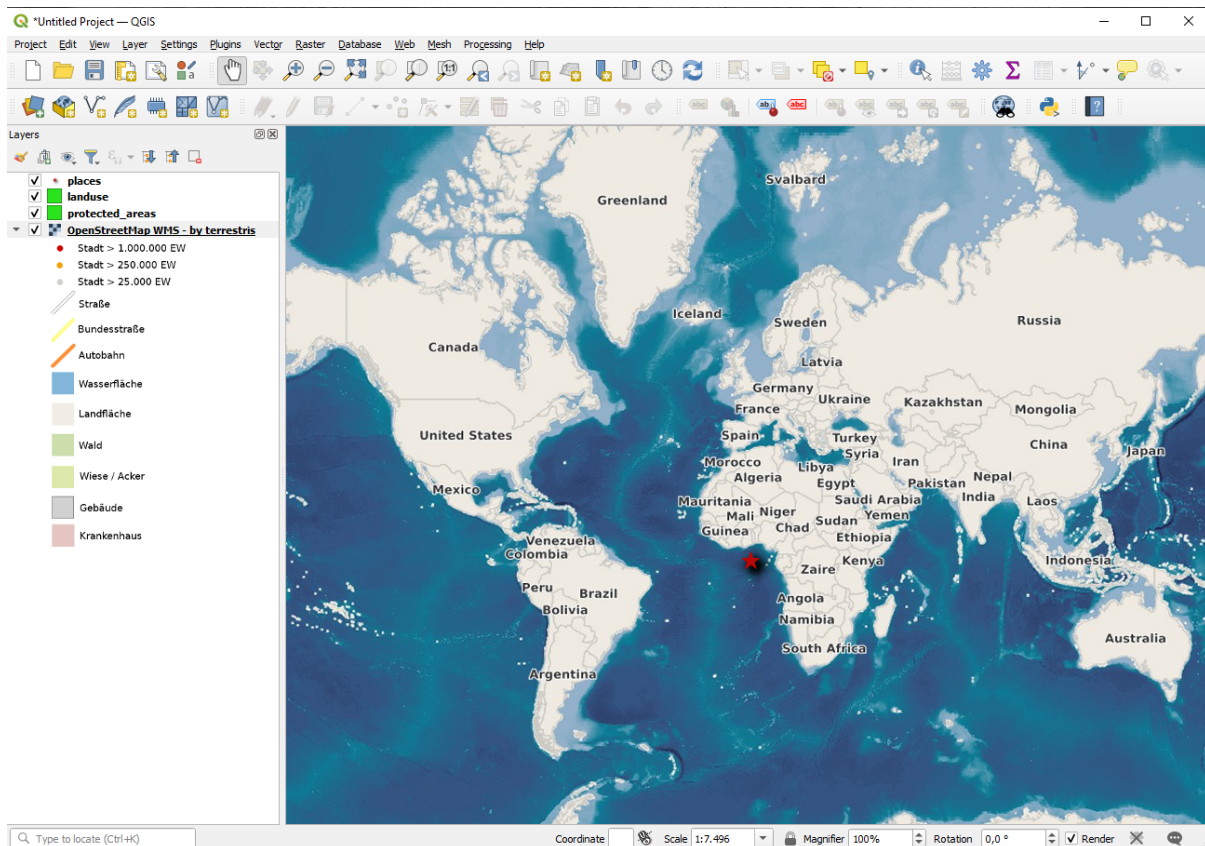 *Untitled Project — QGIS
Project Edit View Layer Settings Plugins Vector Raster Database Web Mesh Processing Help
1:1
abc
abc
abc
Layers
places
landuse
protected_areas
OpenStreetMap WMS - by terrestris
Stadt > 1.000.000 EW
Stadt > 250.000 EW
Stadt > 25.000 EW
Straße
Bundesstraße
Autobahn
Wasserfläche
Landfläche
Wald
Wiese / Acker
Gebäude
Krankenhaus
Svalbard
Greenland
Iceland
Sweden
Russia
Canada
Latvia
Germany
Ukraine
Kazakhstan
France
Mongolia
United States
Spain
Turkey
China
Syria
Japan
Morocco
Libya
Iran
Algeria
Egypt
Pakistan
Nepal
Mexico
Mauritania
Saudi Arabia
India
Laos
Mali
Niger
Yemen
Guinea
Chad
Sudan
Ethiopia
Venezuela
Colombia
Zaire
Kenya
Indonesia
Peru
Brazil
Angola
Bolivia
Namibia
Australia
South Africa
Argentina
Type to locate (Ctrl+K)
Coordinate Scale 1:7.496 Magnifier 100% Rotation 0,0 ° Render